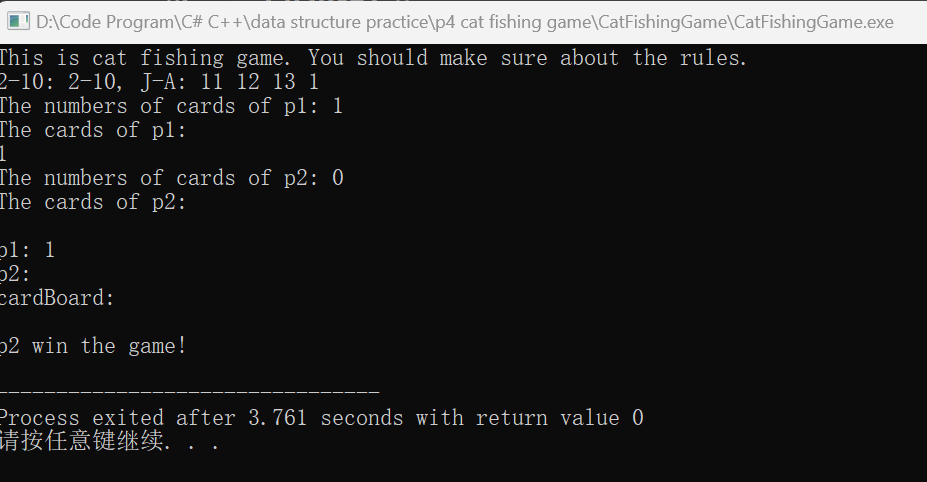 D:\Code Program\C# C++\data structure practice\p4 cat fishing game\CatFishingGame\CatFishingGame.exe
This is cat fishing game. You should make sure about the rules.
2-10: 2-10, J-A: 11 12 13 1
The numbers of cards of p1: 1
The cards of p1:
1
The numbers of cards of p2: 0
The cards of p2:
p1: 1
p2:
cardBoard:
p2 win the game!
--------------------------------
Process exited after 3.761 seconds with return value 0
请按任意键继续. . .